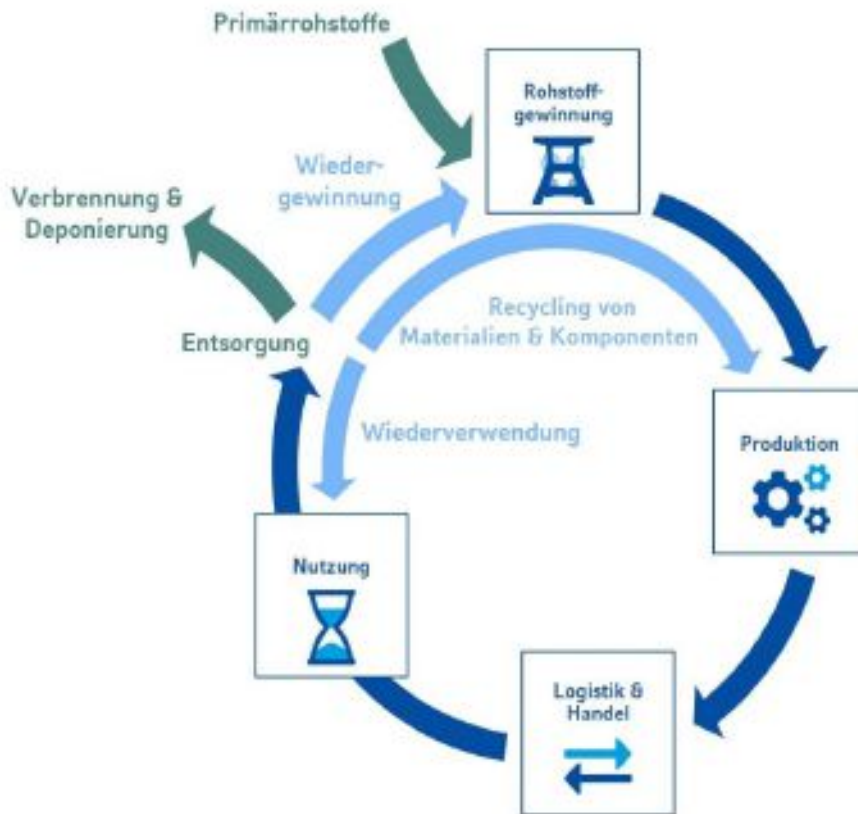 Primärrohstoffe
Rohstoff-
gewinnung
Wieder-
gewinnung
Verbrennung &
Deponierung
Recycling von
Materialien & Komponenten
Entsorgung
Wiederverwendung
Produktion
Nutzung
Logistik &
Handel